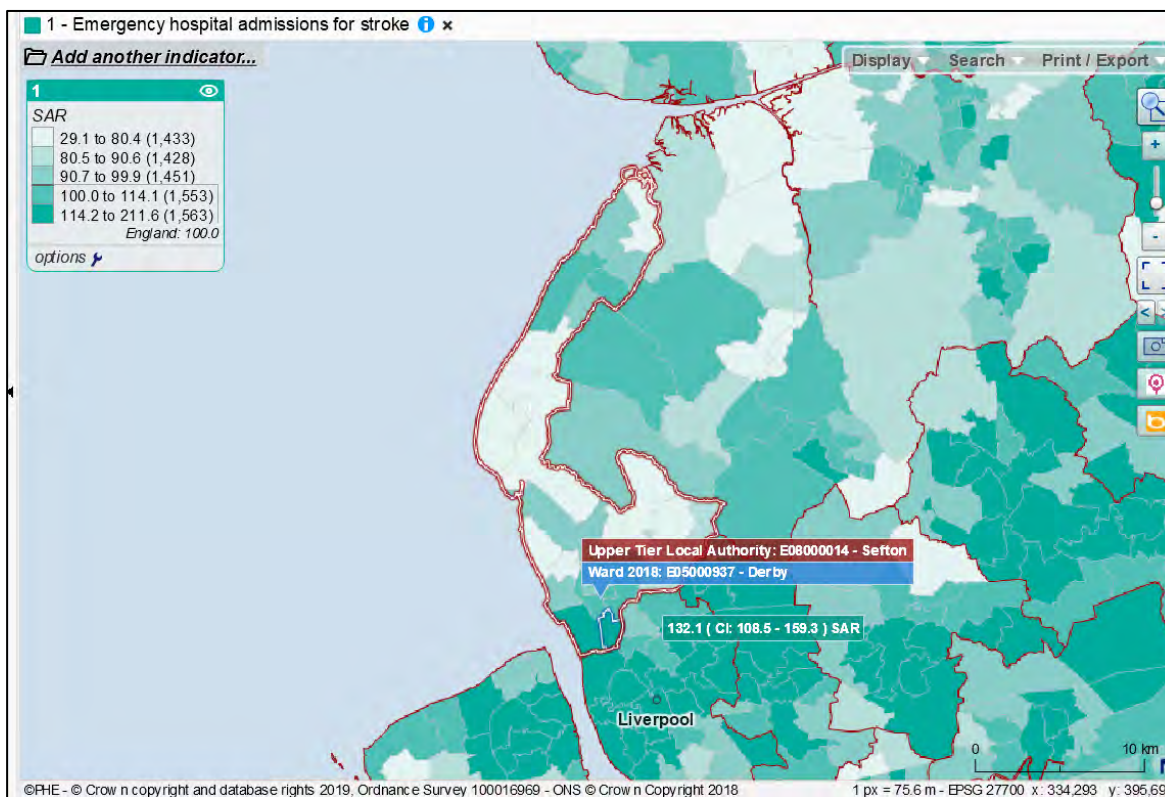 1 - Emergency hospital admissions for stroke i ×
Add another indicator...
Display Search Print / Export
1
SAR
29.1 to 80.4 (1,433)
80.5 to 90.6 (1,428)
90.7 to 99.9 (1,451)
100.0 to 114.1 (1,553)
114.2 to 211.6 (1,563)
England: 100.0
options
+
-
< >
b
Upper Tier Local Authority: E08000014 - Sefton
Ward 2018: E05000937 - Derby
132.1 ( CI: 108.5 - 159.3 ) SAR
Liverpool
0 10 km
©PHE - © Crown copyright and database rights 2019, Ordnance Survey 100016969 - ONS © Crown Copyright 2018 1 px = 75.6 m - EPSG 27700 x: 334,293 y: 395,69